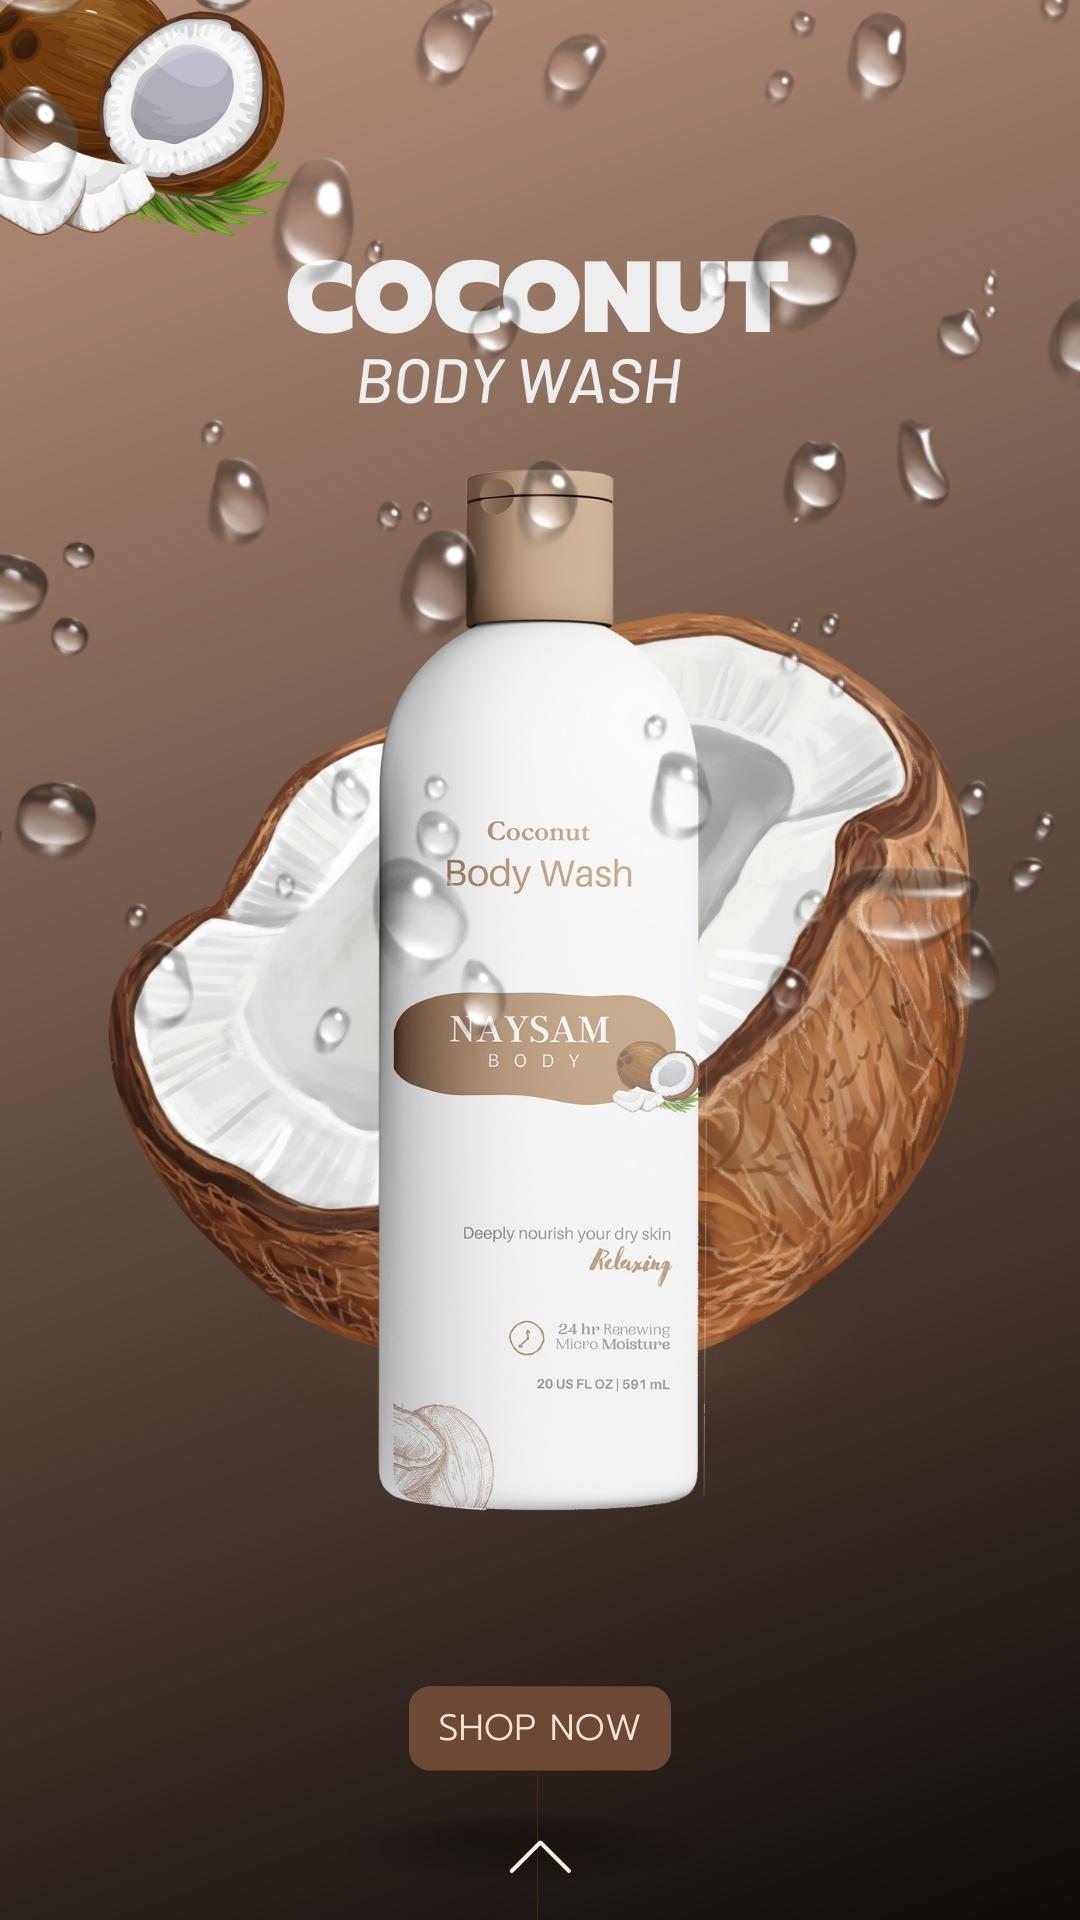 COCONUT
BODY WASH
Coconut
Body Wash
NAYSAM
BODY
Deeply nourish your dry skin
Relaxing
24 hr Renewing
Micro Moisture
20 US FL OZ | 591 mL
SHOP NOW